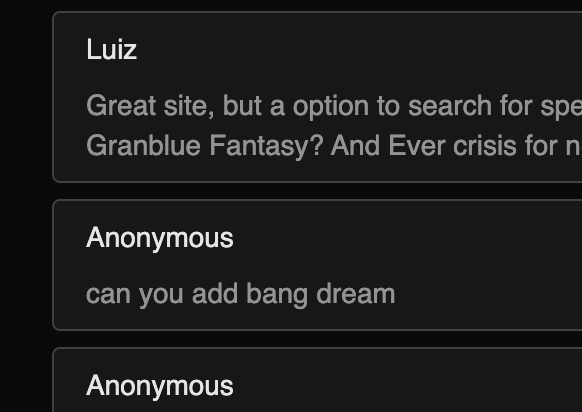 Luiz
Great site, but a option to search for
Granblue Fantasy? And Ever crisis for
Anonymous
can you add bang dream
Anonymous